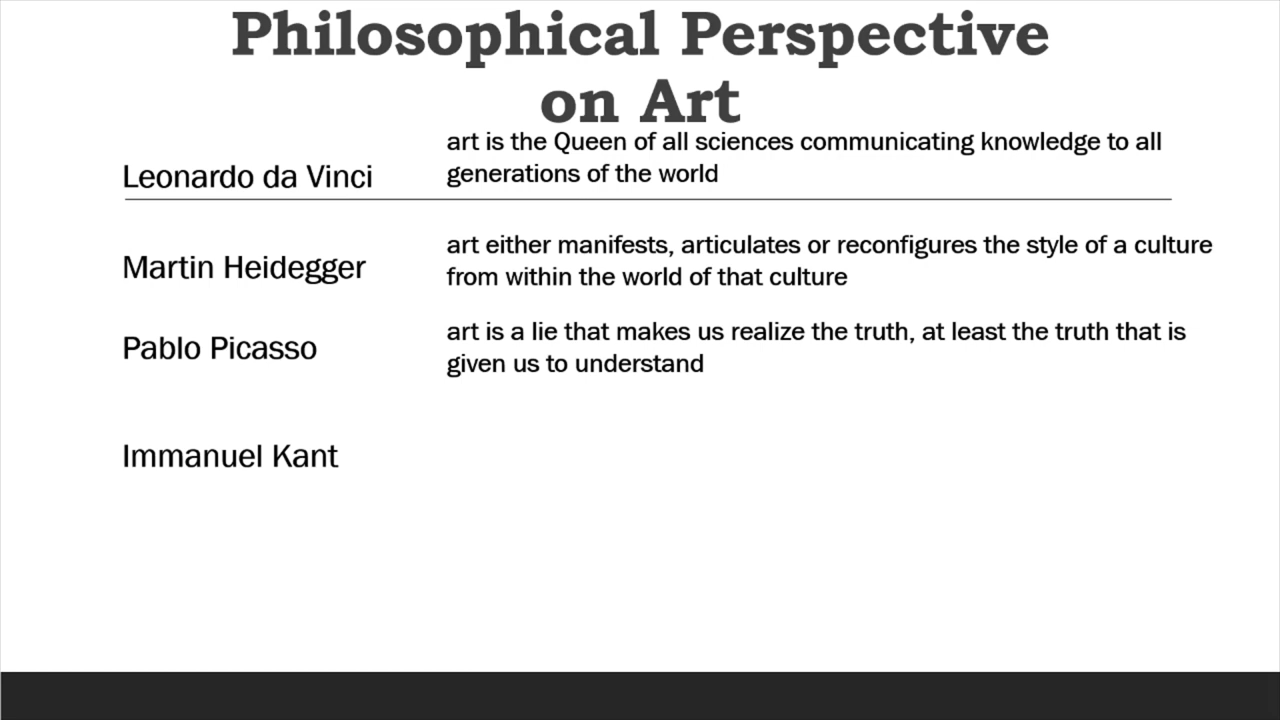 Philosophical Perspective
on Art
Leonardo da Vinci
art is the Queen of all sciences communicating knowledge to all
generations of the world
Martin Heidegger
art either manifests, articulates or reconfigures the style of a culture
from within the world of that culture
Pablo Picasso
art is a lie that makes us realize the truth, at least the truth that is
given us to understand
Immanuel Kant